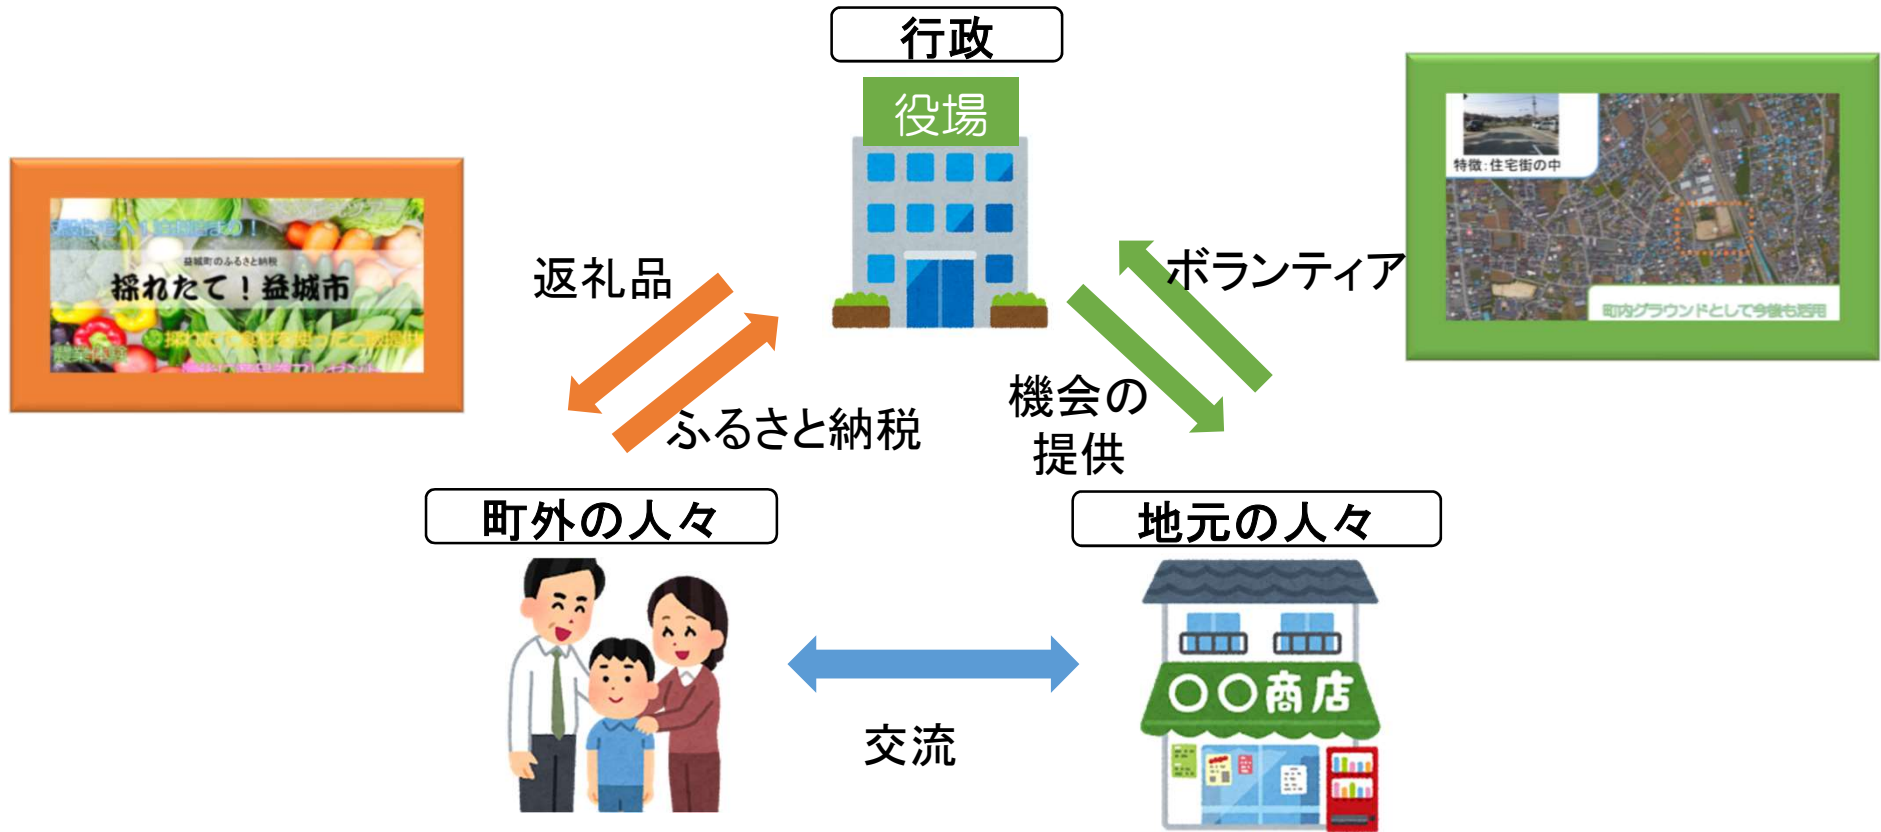 行政
役場
特徴：住宅街の中
町内グラウンドとして今後も活用
益城町のふるさと納税
採れたて！益城市
返礼品
ボランティア
ふるさと納税
機会の
提供
町外の人々
地元の人々
〇〇商店
交流